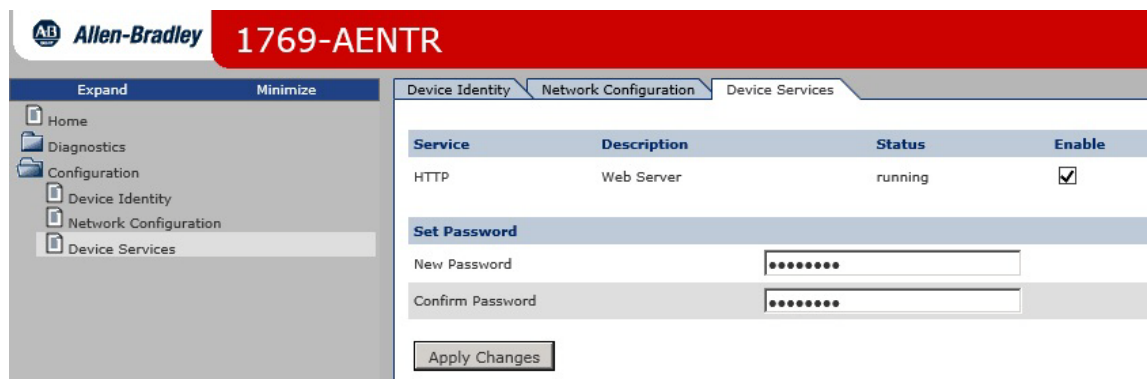 AB Allen-Bradley 1769-AENTR
Expand Minimize
Home
Diagnostics
Configuration
Device Identity
Network Configuration
Device Services
Device Identity Network Configuration Device Services
Service Description Status Enable
HTTP Web Server running
Set Password
New Password ••••••••
Confirm Password ••••••••
Apply Changes